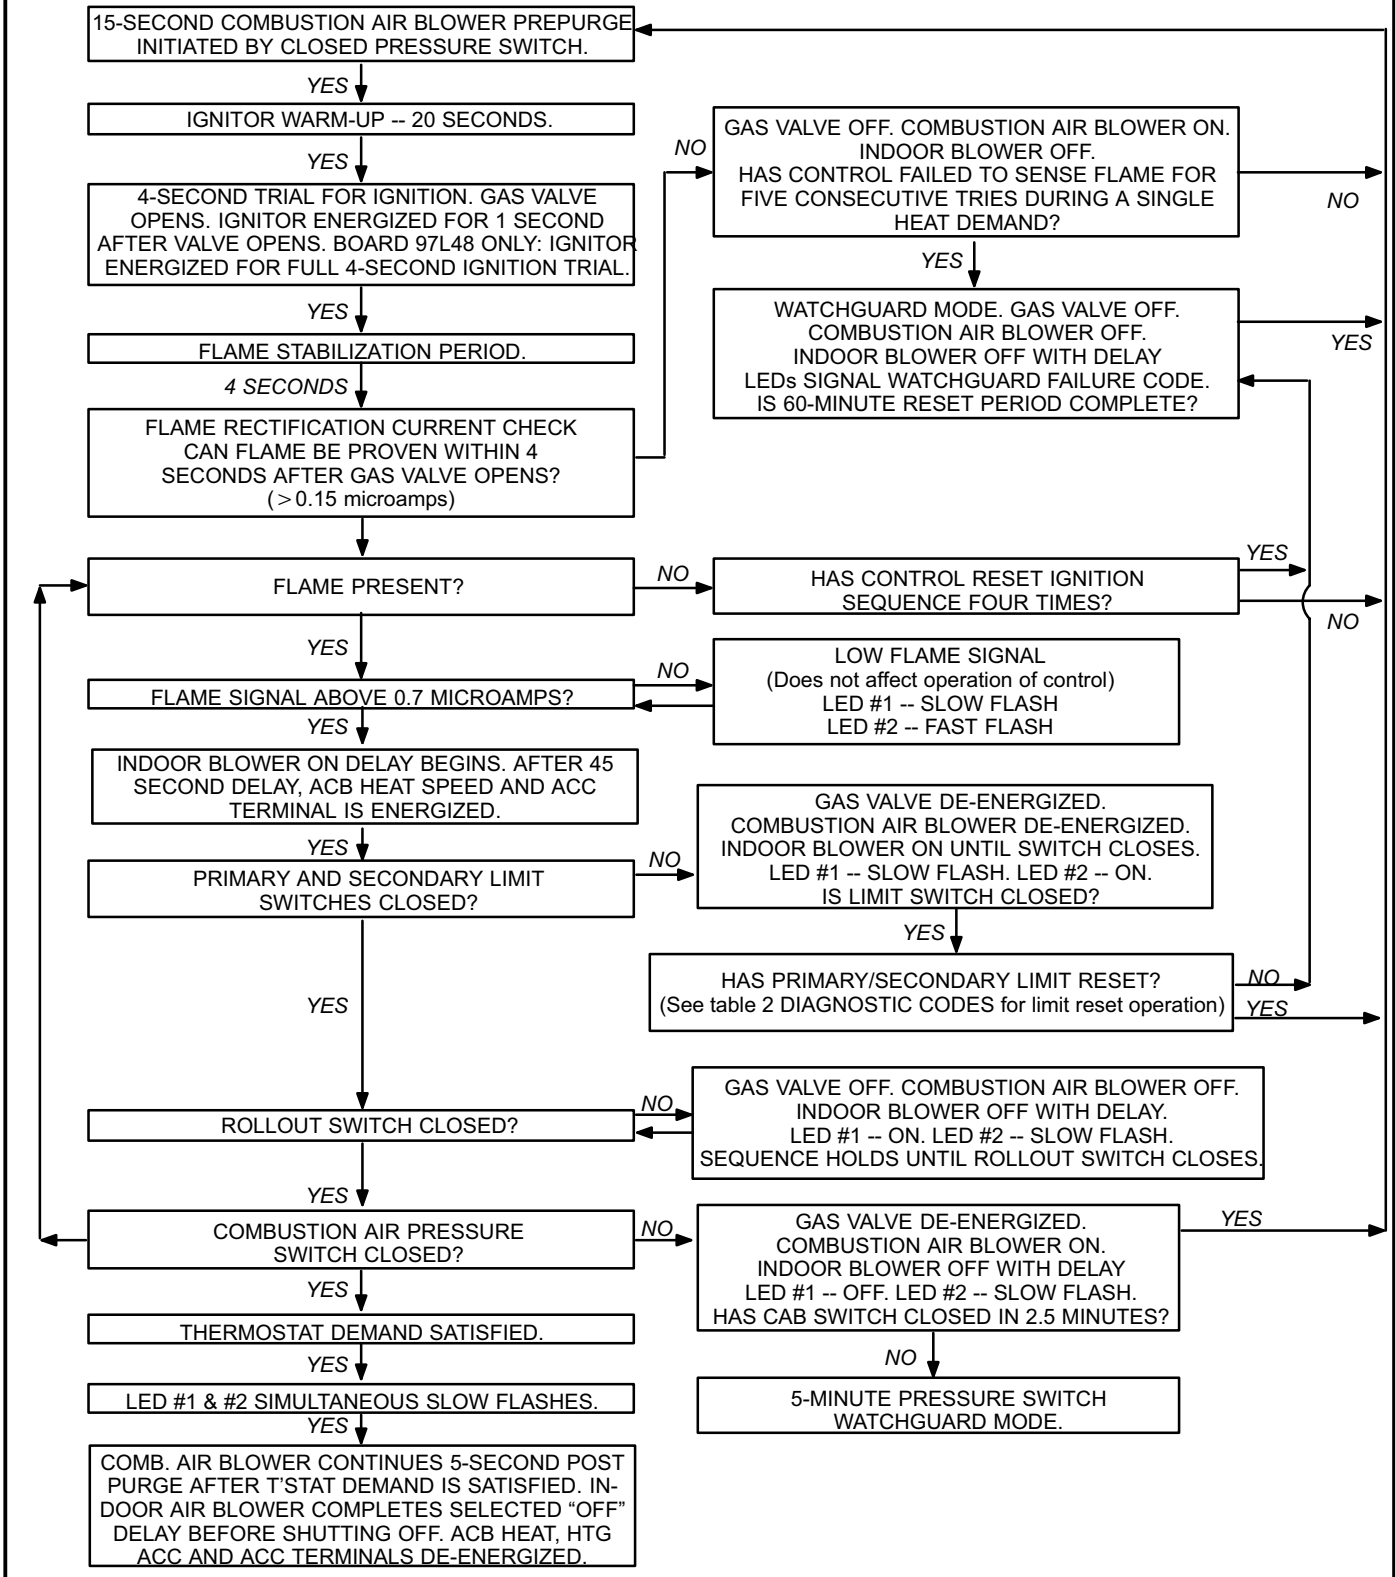 15-SECOND COMBUSTION AIR BLOWER PREPURGE
INITIATED BY CLOSED PRESSURE SWITCH.
YES
IGNITOR WARM-UP -- 20 SECONDS.
YES
4-SECOND TRIAL FOR IGNITION. GAS VALVE
OPENS. IGNITOR ENERGIZED FOR 1 SECOND
AFTER VALVE OPENS. BOARD 97L48 ONLY: IGNITOR
ENERGIZED FOR FULL 4-SECOND IGNITION TRIAL.
YES
FLAME STABILIZATION PERIOD.
4 SECONDS
FLAME RECTIFICATION CURRENT CHECK
CAN FLAME BE PROVEN WITHIN 4
SECONDS AFTER GAS VALVE OPENS?
(>0.15 microamps)
NO
GAS VALVE OFF. COMBUSTION AIR BLOWER ON.
INDOOR BLOWER OFF.
HAS CONTROL FAILED TO SENSE FLAME FOR
FIVE CONSECUTIVE TRIES DURING A SINGLE
HEAT DEMAND?
NO
YES
WATCHGUARD MODE. GAS VALVE OFF.
COMBUSTION AIR BLOWER OFF.
INDOOR BLOWER OFF WITH DELAY
LEDs SIGNAL WATCHGUARD FAILURE CODE.
IS 60-MINUTE RESET PERIOD COMPLETE?
YES
FLAME PRESENT?
NO
HAS CONTROL RESET IGNITION
SEQUENCE FOUR TIMES?
YES
NO
YES
FLAME SIGNAL ABOVE 0.7 MICROAMPS?
NO
LOW FLAME SIGNAL
(Does not affect operation of control)
LED #1 -- SLOW FLASH
LED #2 -- FAST FLASH
YES
INDOOR BLOWER ON DELAY BEGINS. AFTER 45
SECOND DELAY, ACB HEAT SPEED AND ACC
TERMINAL IS ENERGIZED.
YES
PRIMARY AND SECONDARY LIMIT
SWITCHES CLOSED?
NO
GAS VALVE DE-ENERGIZED.
COMBUSTION AIR BLOWER DE-ENERGIZED.
INDOOR BLOWER ON UNTIL SWITCH CLOSES.
LED #1 -- SLOW FLASH. LED #2 -- ON.
IS LIMIT SWITCH CLOSED?
YES
HAS PRIMARY/SECONDARY LIMIT RESET?
(See table 2 DIAGNOSTIC CODES for limit reset operation)
NO
YES
YES
ROLLOUT SWITCH CLOSED?
NO
GAS VALVE OFF. COMBUSTION AIR BLOWER OFF.
INDOOR BLOWER OFF WITH DELAY.
LED #1 -- ON. LED #2 -- SLOW FLASH.
SEQUENCE HOLDS UNTIL ROLLOUT SWITCH CLOSES.
YES
COMBUSTION AIR PRESSURE
SWITCH CLOSED?
NO
GAS VALVE DE-ENERGIZED.
COMBUSTION AIR BLOWER ON.
INDOOR BLOWER OFF WITH DELAY
LED #1 -- OFF. LED #2 -- SLOW FLASH.
HAS CAB SWITCH CLOSED IN 2.5 MINUTES?
YES
NO
5-MINUTE PRESSURE SWITCH
WATCHGUARD MODE.
YES
THERMOSTAT DEMAND SATISFIED.
YES
LED #1 & #2 SIMULTANEOUS SLOW FLASHES.
YES
COMB. AIR BLOWER CONTINUES 5-SECOND POST
PURGE AFTER T'STAT DEMAND IS SATISFIED. IN-
DOOR AIR BLOWER COMPLETES SELECTED “OFF”
DELAY BEFORE SHUTTING OFF. ACB HEAT, HTG
ACC AND ACC TERMINALS DE-ENERGIZED.